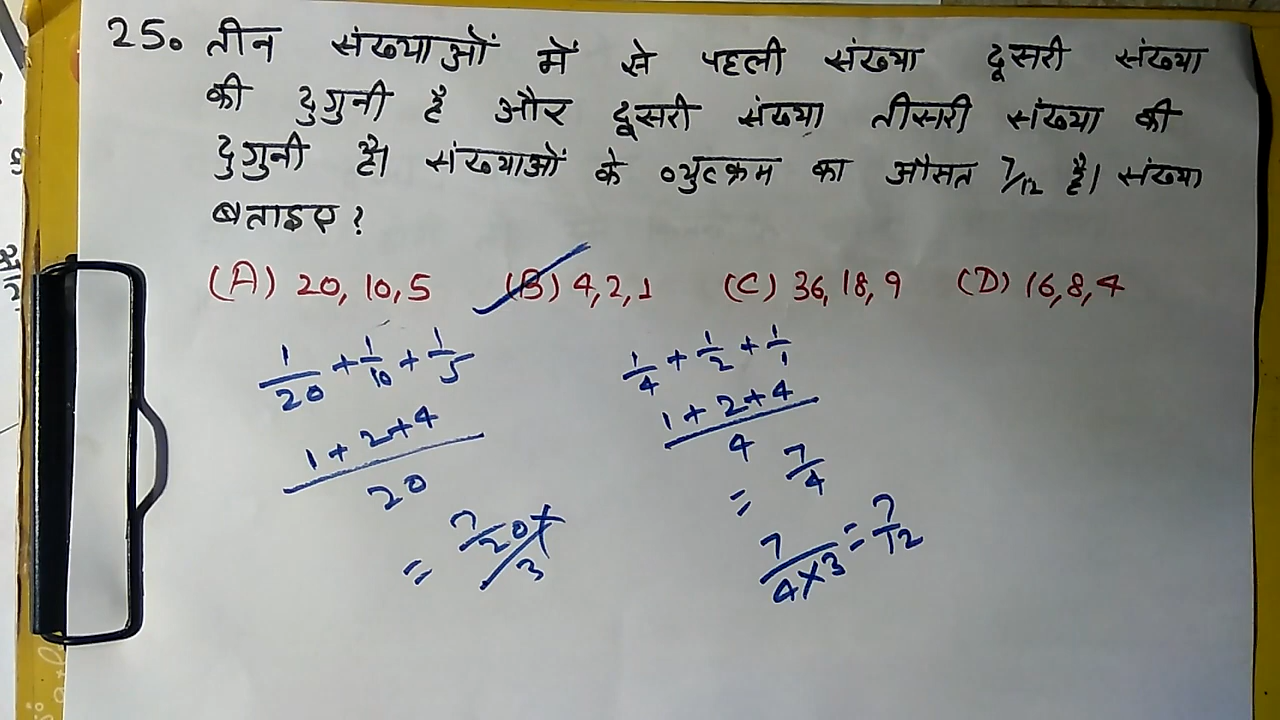 25. तीन संख्याओं में से पहली संख्या दूसरी संख्या
की दुगुनी है और दूसरी संख्या तीसरी संख्या की
दुगुनी है। संख्याओं के व्युत्क्रम का औसत 7/12 है। संख्या
बताइए?
(A) 20, 10, 5 (B) 4, 2, 1 (C) 36, 18, 9 (D) 16, 8, 4
1/20 + 1/10 + 1/5
1 + 2 + 4
20
= 7/20×3
1/4 + 1/2 + 1/1
1 + 2 + 4
4
= 7/4
7/4×3 = 7/12